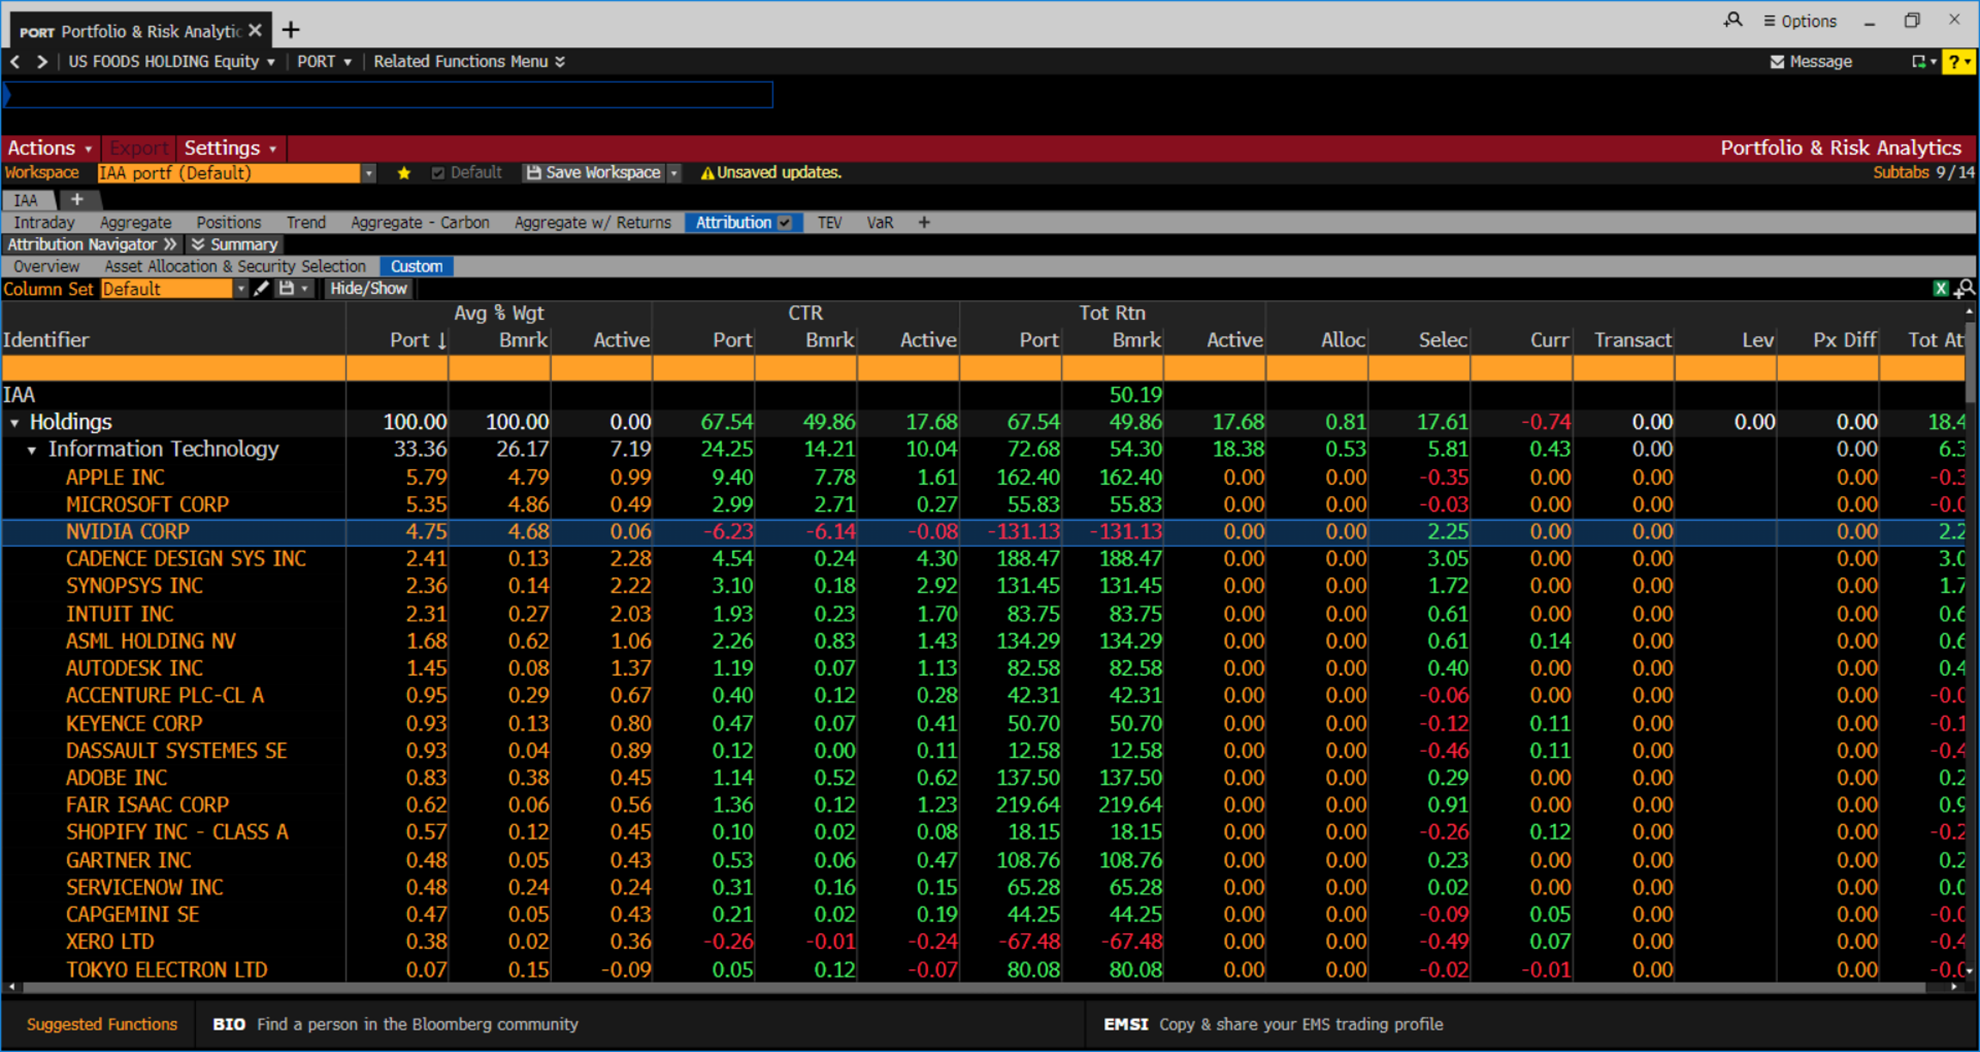 PORT Portfolio & Risk Analytic
Options
US FOODS HOLDING Equity PORT Related Functions Menu
Message ?
Actions Export Settings Portfolio & Risk Analytics
Workspace IAA portf (Default) Default Save Workspace Unsaved updates. Subtabs 9/14
IAA +
Intraday Aggregate Positions Trend Aggregate - Carbon Aggregate w/ Returns Attribution TEV VaR +
Attribution Navigator Summary
Overview Asset Allocation & Security Selection Custom
Column Set Default Hide/Show X
Avg % Wgt CTR Tot Rtn
Identifier Port ↓ Bmrk Active Port Bmrk Active Port Bmrk Active Alloc Selec Curr Transact Lev Px Diff Tot At
IAA 50.19
Holdings 100.00 100.00 0.00 67.54 49.86 17.68 67.54 49.86 17.68 0.81 17.61 -0.74 0.00 0.00 0.00 18.4
Information Technology 33.36 26.17 7.19 24.25 14.21 10.04 72.68 54.30 18.38 0.53 5.81 0.43 0.00 0.00 6.3
APPLE INC 5.79 4.79 0.99 9.40 7.78 1.61 162.40 162.40 0.00 0.00 -0.35 0.00 0.00 0.00 -0.3
MICROSOFT CORP 5.35 4.86 0.49 2.99 2.71 0.27 55.83 55.83 0.00 0.00 -0.03 0.00 0.00 0.00 -0.0
NVIDIA CORP 4.75 4.68 0.06 -6.23 -6.14 -0.08 -131.13 -131.13 0.00 0.00 2.25 0.00 0.00 0.00 2.2
CADENCE DESIGN SYS INC 2.41 0.13 2.28 4.54 0.24 4.30 188.47 188.47 0.00 0.00 3.05 0.00 0.00 0.00 3.0
SYNOPSYS INC 2.36 0.14 2.22 3.10 0.18 2.92 131.45 131.45 0.00 0.00 1.72 0.00 0.00 0.00 1.7
INTUIT INC 2.31 0.27 2.03 1.93 0.23 1.70 83.75 83.75 0.00 0.00 0.61 0.00 0.00 0.00 0.6
ASML HOLDING NV 1.68 0.62 1.06 2.26 0.83 1.43 134.29 134.29 0.00 0.00 0.61 0.14 0.00 0.00 0.6
AUTODESK INC 1.45 0.08 1.37 1.19 0.07 1.13 82.58 82.58 0.00 0.00 0.40 0.00 0.00 0.00 0.4
ACCENTURE PLC-CL A 0.95 0.29 0.67 0.40 0.12 0.28 42.31 42.31 0.00 0.00 -0.06 0.00 0.00 0.00 -0.0
KEYENCE CORP 0.93 0.13 0.80 0.47 0.07 0.41 50.70 50.70 0.00 0.00 -0.12 0.11 0.00 0.00 -0.1
DASSAULT SYSTEMES SE 0.93 0.04 0.89 0.12 0.00 0.11 12.58 12.58 0.00 0.00 -0.46 0.11 0.00 0.00 -0.4
ADOBE INC 0.83 0.38 0.45 1.14 0.52 0.62 137.50 137.50 0.00 0.00 0.29 0.00 0.00 0.00 0.2
FAIR ISAAC CORP 0.62 0.06 0.56 1.36 0.12 1.23 219.64 219.64 0.00 0.00 0.91 0.00 0.00 0.00 0.9
SHOPIFY INC - CLASS A 0.57 0.12 0.45 0.10 0.02 0.08 18.15 18.15 0.00 0.00 -0.26 0.12 0.00 0.00 -0.2
GARTNER INC 0.48 0.05 0.43 0.53 0.06 0.47 108.76 108.76 0.00 0.00 0.23 0.00 0.00 0.00 0.2
SERVICENOW INC 0.48 0.24 0.24 0.31 0.16 0.15 65.28 65.28 0.00 0.00 0.02 0.00 0.00 0.00 0.0
CAPGEMINI SE 0.47 0.05 0.43 0.21 0.02 0.19 44.25 44.25 0.00 0.00 -0.09 0.05 0.00 0.00 -0.0
XERO LTD 0.38 0.02 0.36 -0.26 -0.01 -0.24 -67.48 -67.48 0.00 0.00 -0.49 0.07 0.00 0.00 -0.4
TOKYO ELECTRON LTD 0.07 0.15 -0.09 0.05 0.12 -0.07 80.08 80.08 0.00 0.00 -0.02 -0.01 0.00 0.00 -0.0
Suggested Functions BIO Find a person in the Bloomberg community EMSI Copy & share your EMS trading profile